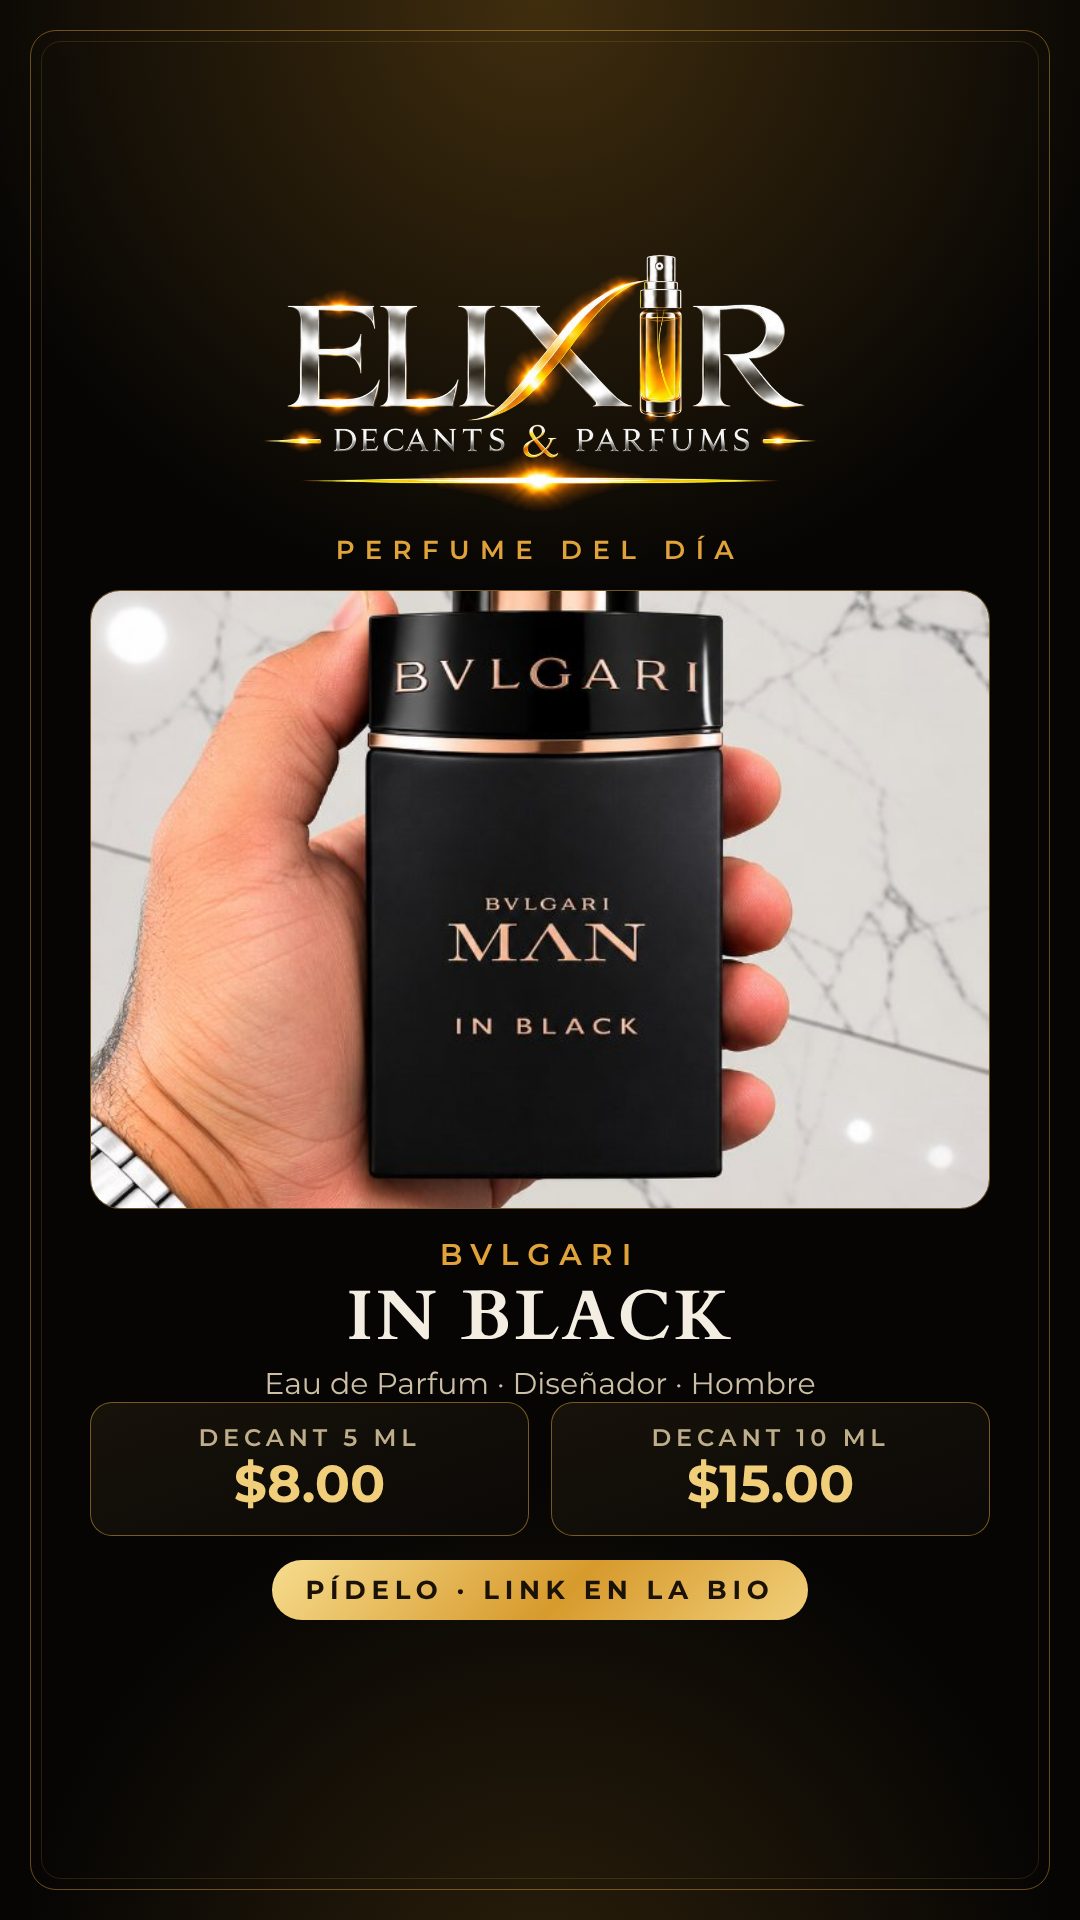 ELIXIR
DECANTS & PARFUMS
PERFUME DEL DÍA
BVLGARI
BVLGARI
MAN
IN BLACK
BVLGARI
IN BLACK
Eau de Parfum · Diseñador · Hombre
DECANT 5 ML
$8.00
DECANT 10 ML
$15.00
PÍDELO · LINK EN LA BIO